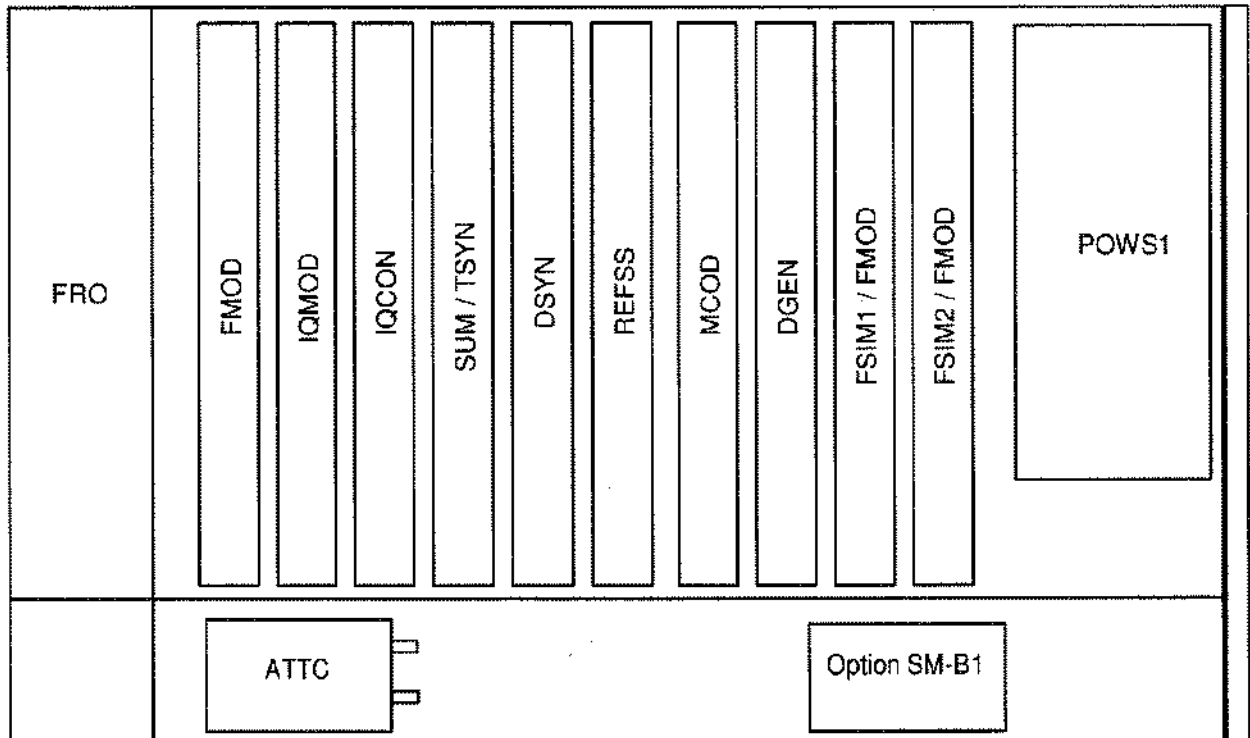 FRO
FMOD
IQMOD
IQCON
SUM / TSYN
DSYN
REFSS
MCOD
DGEN
FSIM1 / FMOD
FSIM2 / FMOD
POWS1
ATTC
Option SM-B1